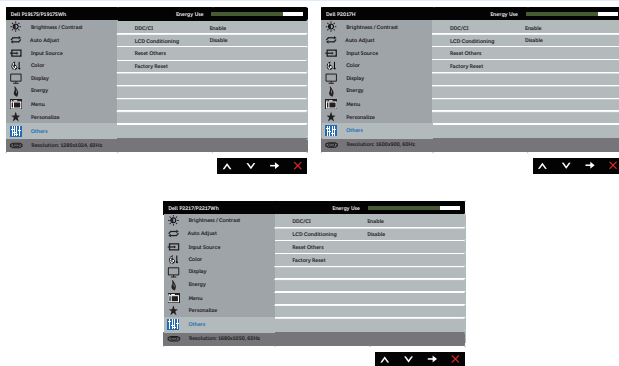 Dell P1917S/P1917SWh Energy Use
Brightness / Contrast DDC/CI Enable
Auto Adjust LCD Conditioning Disable
Input Source Reset Others
Color Factory Reset
Display
Energy
Menu
Personalize
Others
Resolution: 1280x1024, 60Hz
Dell P2017H Energy Use
Brightness / Contrast DDC/CI Enable
Auto Adjust LCD Conditioning Disable
Input Source Reset Others
Color Factory Reset
Display
Energy
Menu
Personalize
Others
Resolution: 1600x900, 60Hz
Dell P2217/P2217Wh Energy Use
Brightness / Contrast DDC/CI Enable
Auto Adjust LCD Conditioning Disable
Input Source Reset Others
Color Factory Reset
Display
Energy
Menu
Personalize
Others
Resolution: 1680x1050, 60Hz